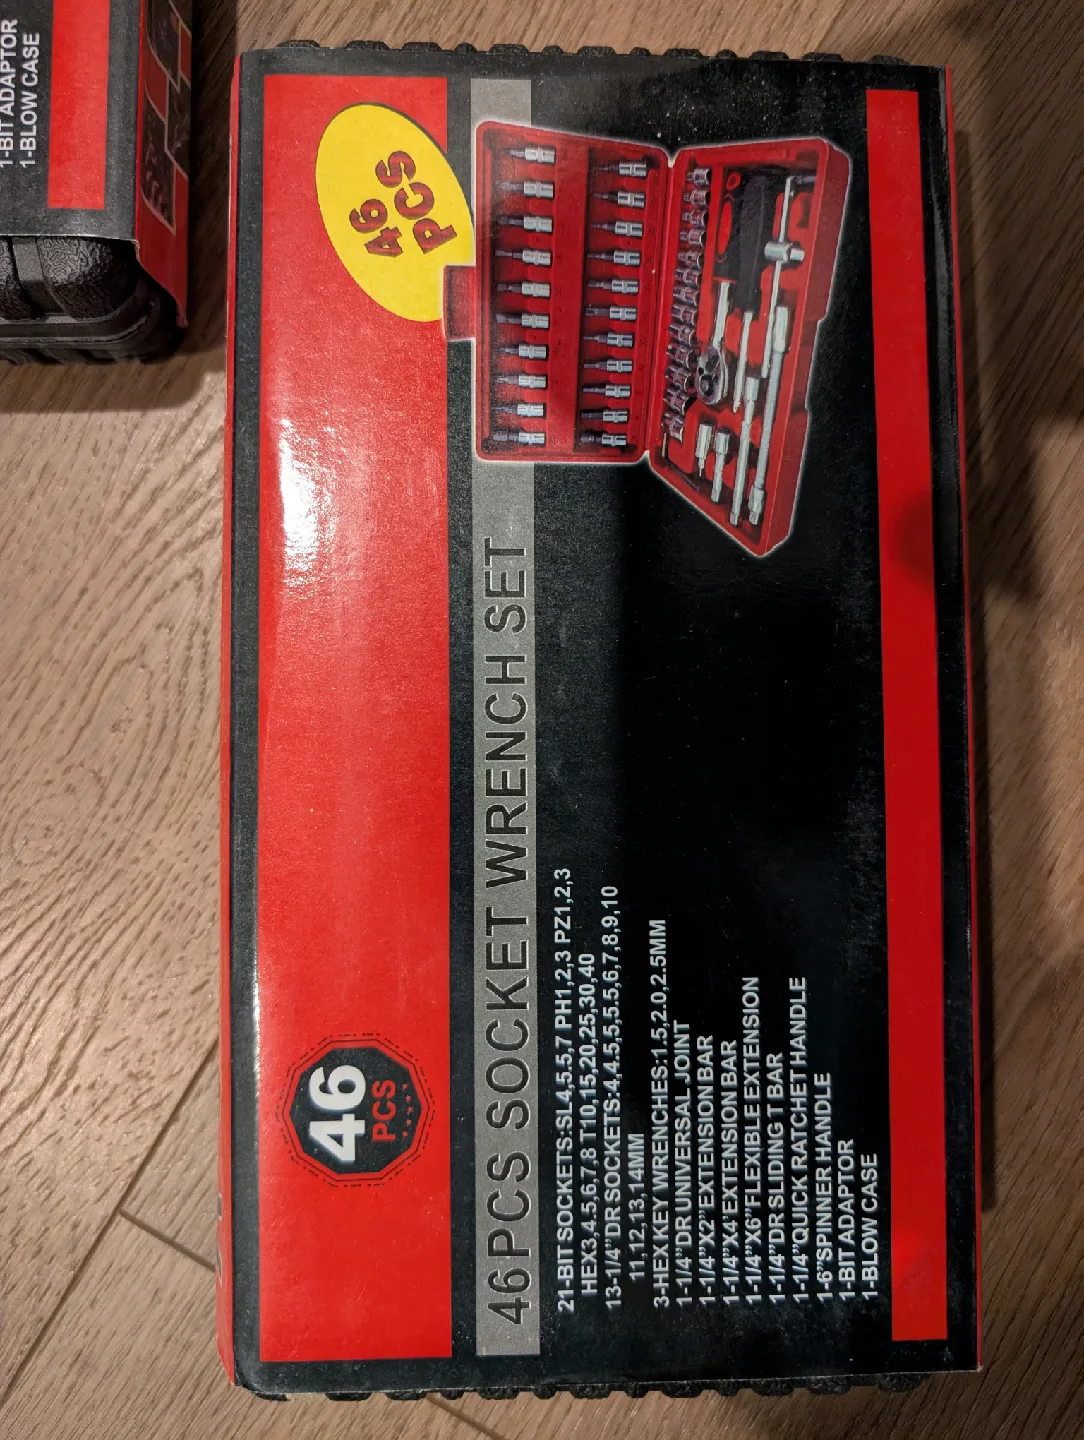 1-BIT ADAPTOR
1-BLOW CASE
46
PCS
46
PCS
46PCS SOCKET WRENCH SET
21-BIT SOCKETS:SL4,5.5,7 PH1,2,3 PZ1,2,3
HEX3,4,5,6,7,8 T10,15,20,25,30,40
13-1/4"DR SOCKETS:4,4.5,5,5.5,6,7,8,9,10
11,12,13,14MM
3-HEX KEY WRENCHES:1.5,2.0,2.5MM
1-1/4"DR UNIVERSAL JOINT
1-1/4"X2"EXTENSION BAR
1-1/4"X4"EXTENSION BAR
1-1/4"X6"FLEXIBLE EXTENSION
1-1/4"DR SLIDING T BAR
1-1/4"QUICK RATCHET HANDLE
1-6"SPINNER HANDLE
1-BIT ADAPTOR
1-BLOW CASE